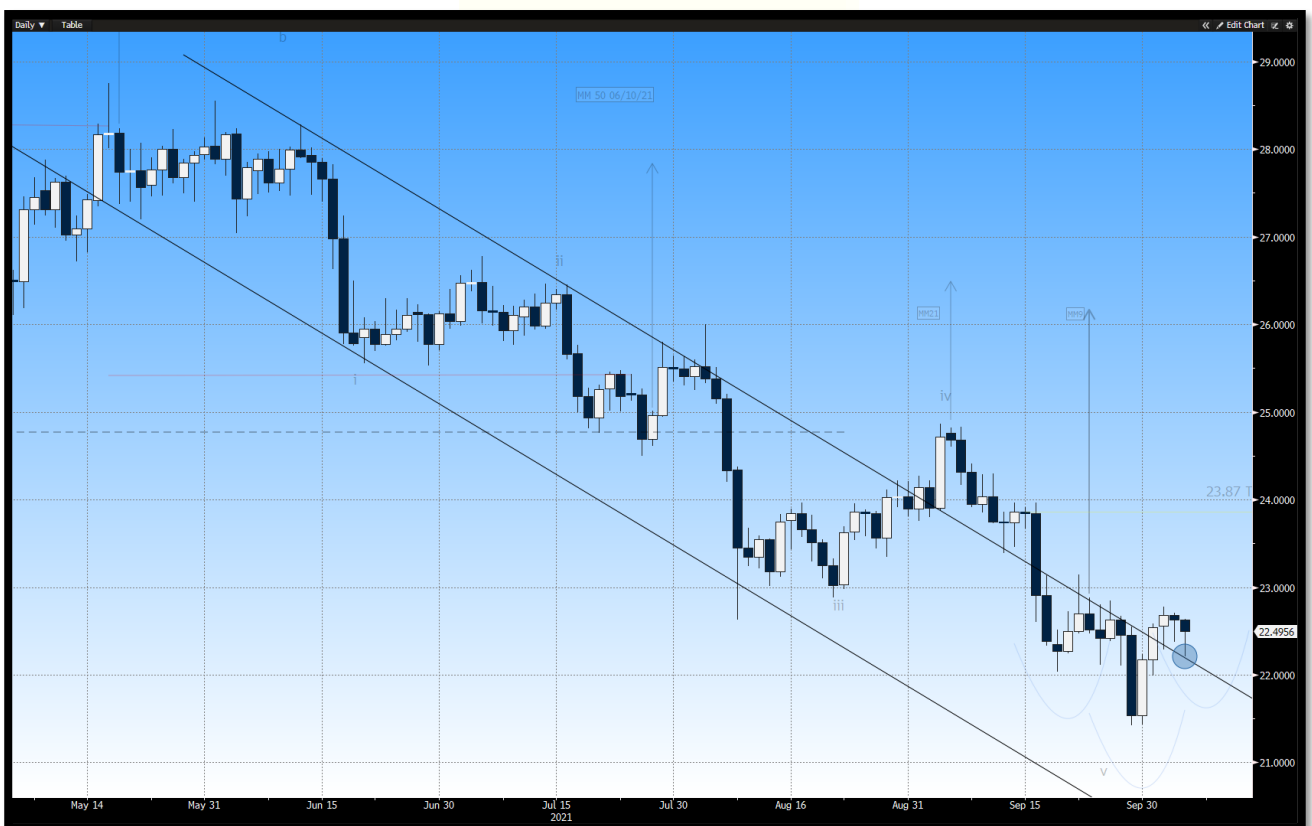 Daily ▼ Table
« Edit Chart
b
29.0000
MM 50 06/10/21
28.0000
27.0000
ii
26.0000
MM21
MM9
i
iv
25.0000
23.87 T
24.0000
iii
23.0000
22.4956
22.0000
v
21.0000
May 14 May 31 Jun 15 Jun 30 Jul 15 Jul 30 Aug 16 Aug 31 Sep 15 Sep 30
2021